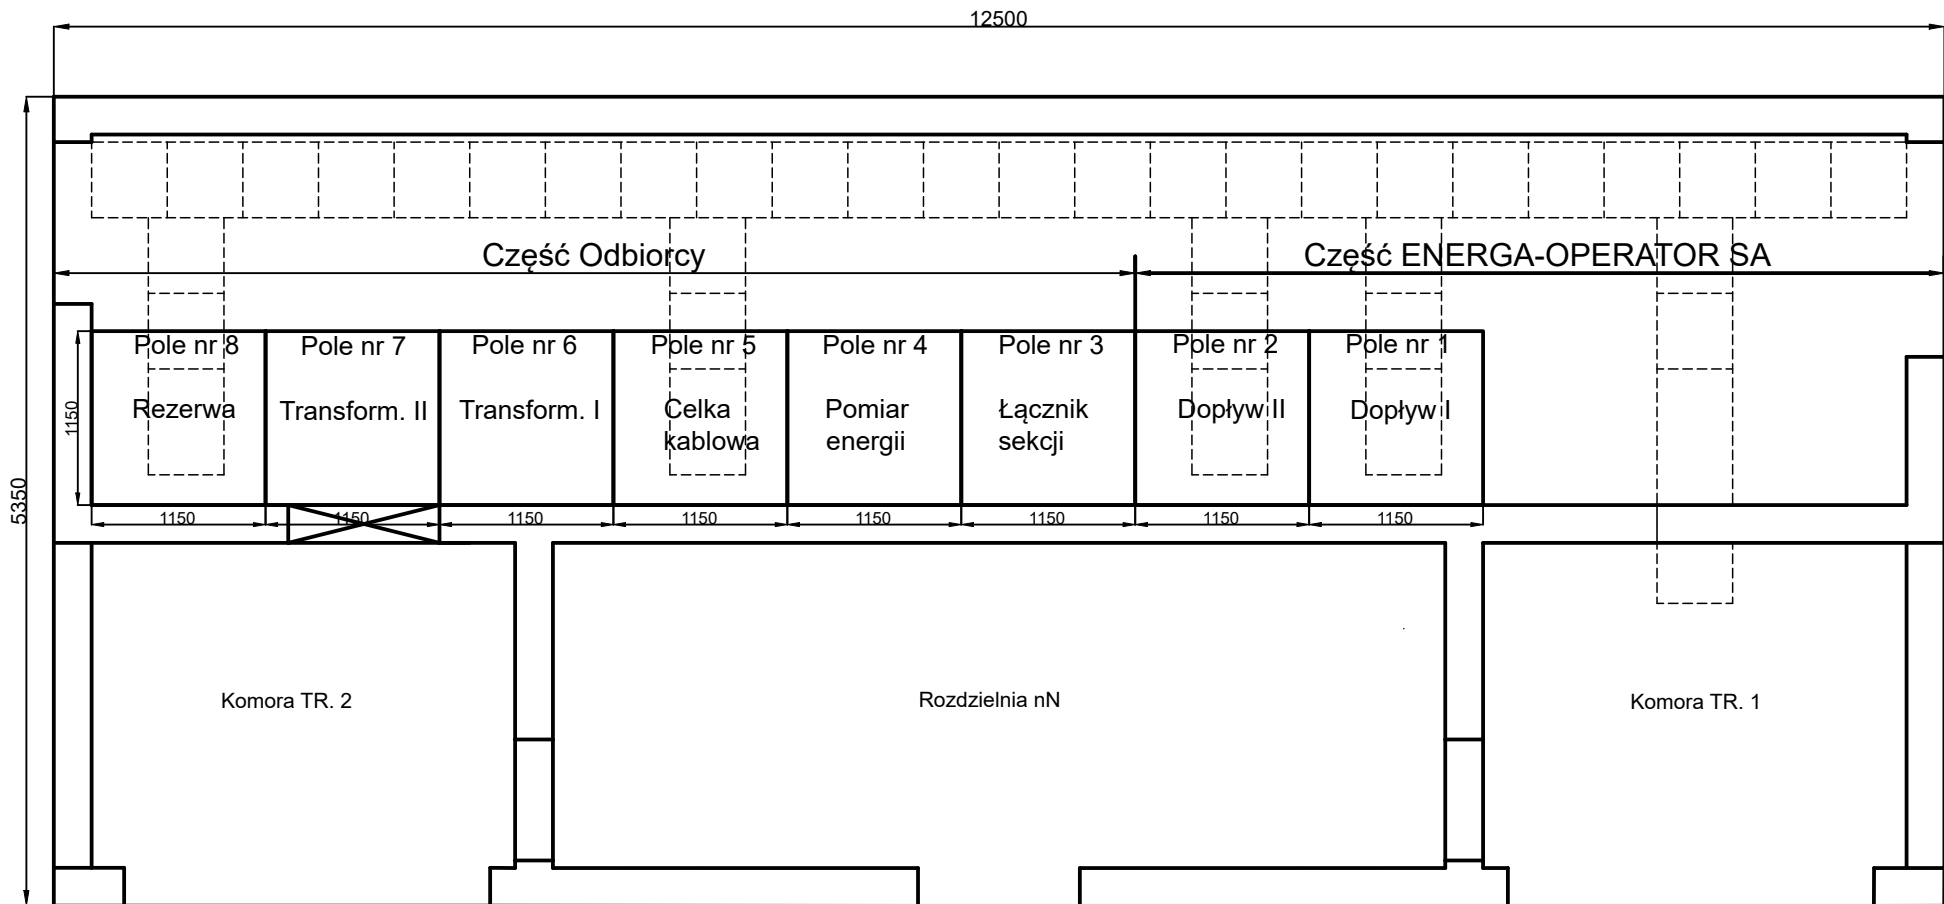 12500
Część Odbiorcy
Część ENERGA-OPERATOR SA
Pole nr 8
Pole nr 7
Pole nr 6
Pole nr 5
Pole nr 4
Pole nr 3
Pole nr 2
Pole nr 1
Rezerwa
Transform. II
Transform. I
Celka
kablowa
Pomiar
energii
Łącznik
sekcji
Dopływ II
Dopływ I
1150
5350
1150
1150
1150
1150
1150
1150
1150
1150
Komora TR. 2
Rozdzielnia nN
Komora TR. 1